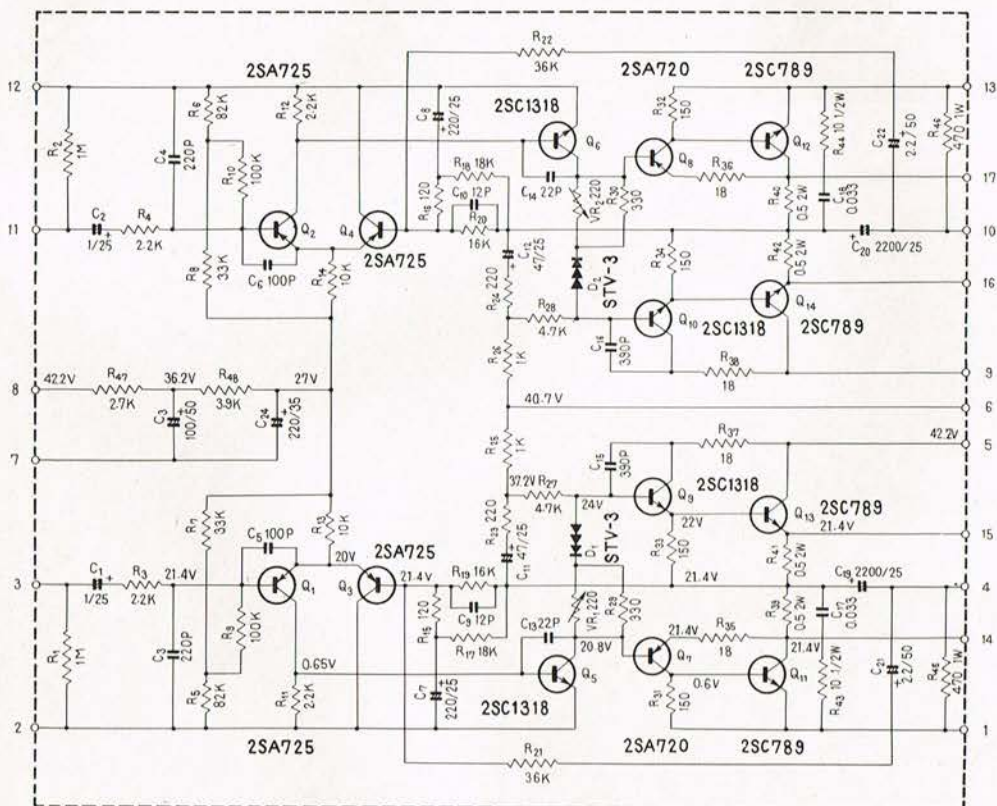 R22
36K
2SA725
2SA720
2SC789
12
R6
82K
R12
2.2K
C8
220/25
2SC1318
Q6
R32
150
13
R2
1M
C4
220P
R10
100K
R18 18K
C10 12P
C14 22P
Q8
R36
18
Q12
R44 10 1/2W
C22
2.2/50
R46
470 1W
17
R16 120
R20
16K
VR2 220
R30
330
R40
0.5 2W
C18
0.033
11
C2
1/25
R4
2.2K
Q2
Q4
2SA725
10
R8
33K
C6 100P
R14
10K
C12
47/25
R24 220
D2
STV-3
R34
150
R42
0.5 2W
C20 2200/25
16
R28
4.7K
Q10
2SC1318
Q14
2SC789
R26
1K
C16
390P
R38
18
9
8
42.2V
R47
2.7K
36.2V
R48
3.9K
27V
C3
100/50
C24
220/35
40.7V
6
7
R25
1K
C15
390P
R37
18
42.2V
5
37.2V
R27
4.7K
24V
Q9
2SC1318
22V
Q13
2SC789
21.4V
15
R7
33K
C5 100P
R13
10K
20V
2SA725
R23 220
C11 47/25
D1
STV-3
R33
150
R41
0.5 2W
3
C1
1/25
R3
2.2K
21.4V
Q1
Q3
21.4V
R19 16K
C9
12P
21.4V
C19 2200/25
4
R1
1M
C3
220P
R9
100K
R15
120
R17 18K
C13 22P
VR1 220
R29
330
R39
0.5 2W
C17
0.033
14
20.8V
21.4V
R35
18
21.4V
0.65V
Q5
Q7
0.6V
Q11
R5
82K
R11
2.2K
C7
220/25
2SC1318
R31
150
R43 10 1/2W
C21
2.2/50
R45
470 1W
2
1
2SA725
R21
36K
2SA720
2SC789